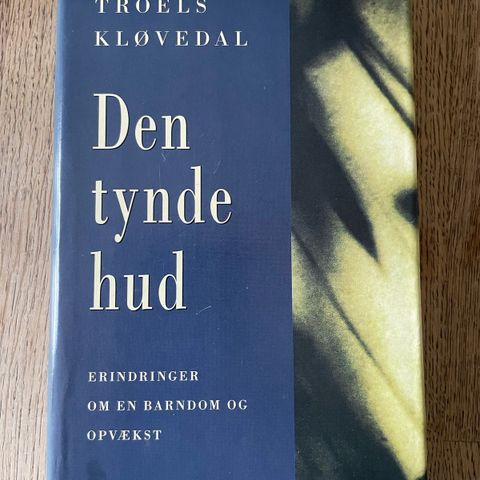 TROELS
KLØVEDAL
Den
tynde
hud
ERINDRINGER
OM EN BARNDOM OG
OPVÆKST